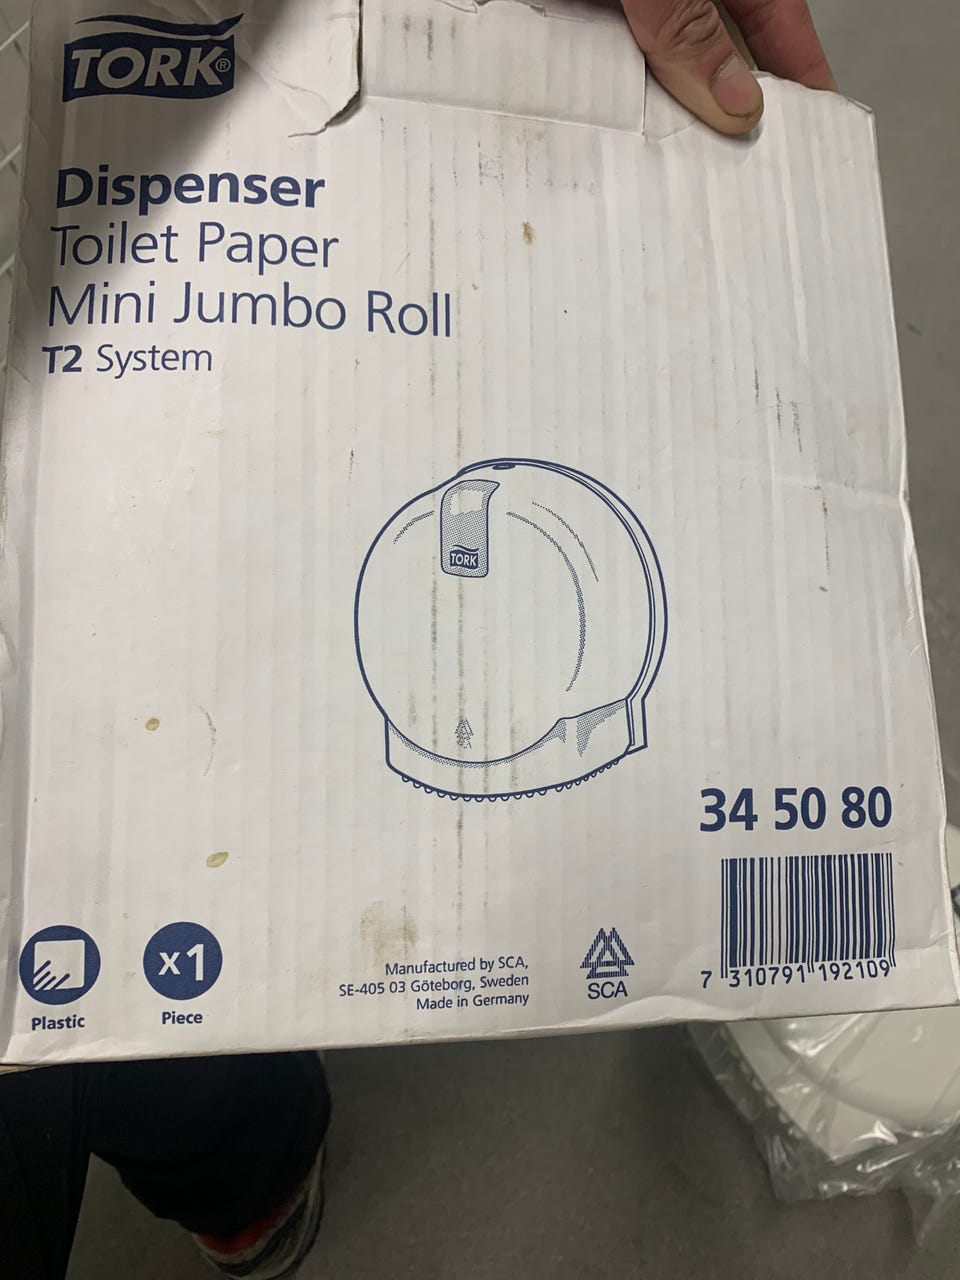 TORK®
Dispenser
Toilet Paper
Mini Jumbo Roll
T2 System
TORK
34 50 80
7 310791 192109
x1
Plastic
Piece
Manufactured by SCA,
SE-405 03 Göteborg, Sweden
Made in Germany
SCA